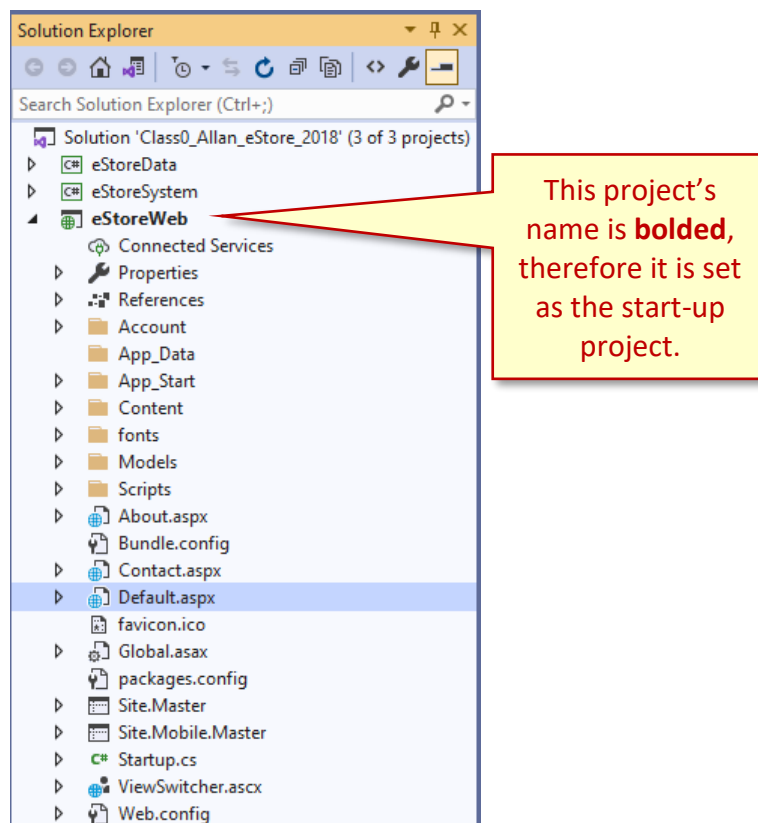 Solution Explorer
Search Solution Explorer (Ctrl+;)
Solution 'Class0_Allan_eStore_2018' (3 of 3 projects)
C# eStoreData
C# eStoreSystem
eStoreWeb
Connected Services
Properties
References
Account
App_Data
App_Start
Content
fonts
Models
Scripts
About.aspx
Bundle.config
Contact.aspx
Default.aspx
favicon.ico
Global.asax
packages.config
Site.Master
Site.Mobile.Master
C# Startup.cs
ViewSwitcher.ascx
Web.config
This project’s
name is bolded,
therefore it is set
as the start-up
project.